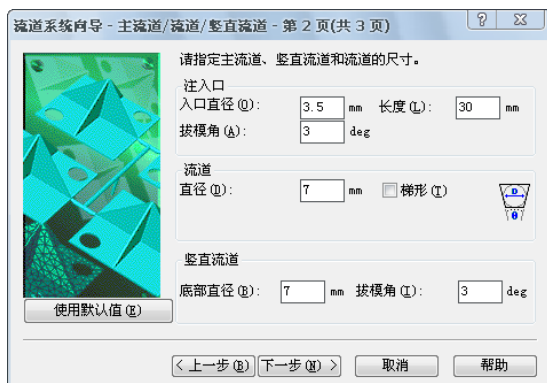 流道系统向导 - 主流道/流道/竖直流道 - 第 2 页(共 3 页)
请指定主流道、竖直流道和流道的尺寸。
注入口
入口直径(O): 3.5 mm 长度(L): 30 mm
拔模角(A): 3 deg
流道
直径(D): 7 mm 梯形(T)
D
θ
竖直流道
底部直径(B): 7 mm 拔模角(I): 3 deg
使用默认值(E)
< 上一步(B) 下一步(N) > 取消 帮助